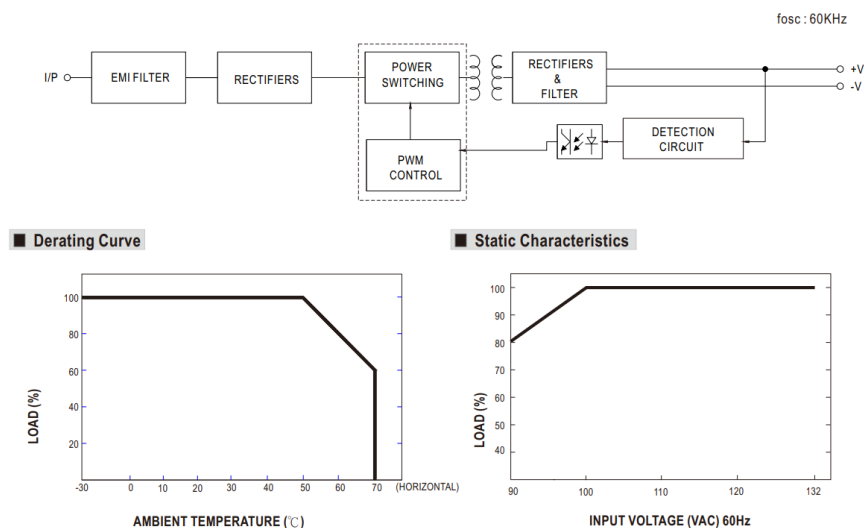 fosc : 60KHz
I/P
EMI FILTER
RECTIFIERS
POWER
SWITCHING
RECTIFIERS
&
FILTER
+V
-V
PWM
CONTROL
DETECTION
CIRCUIT
Derating Curve
Static Characteristics
100
80
60
40
20
LOAD (%)
-30 0 10 20 30 40 50 60 70 (HORIZONTAL)
AMBIENT TEMPERATURE (℃)
100
90
80
70
60
50
40
LOAD (%)
90 100 110 120 132
INPUT VOLTAGE (VAC) 60Hz